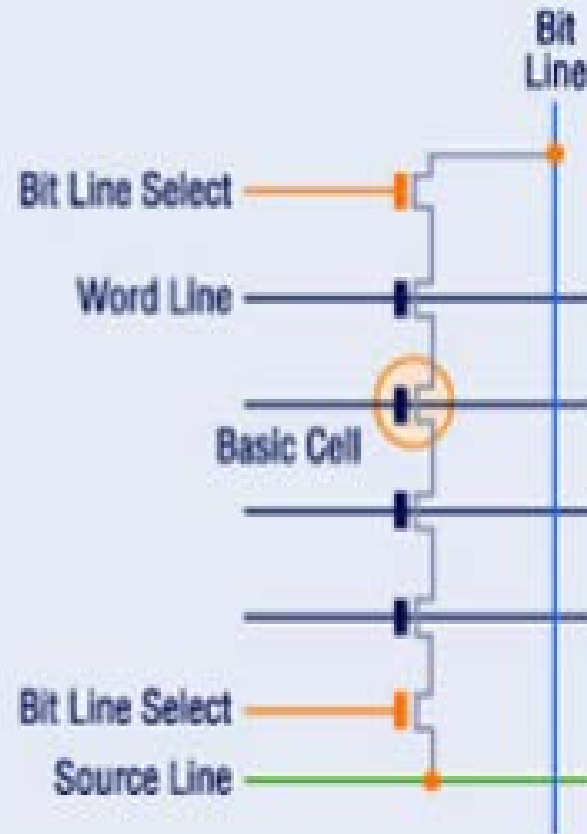 Bit
Line
Bit Line Select
Word Line
Basic Cell
Bit Line Select
Source Line